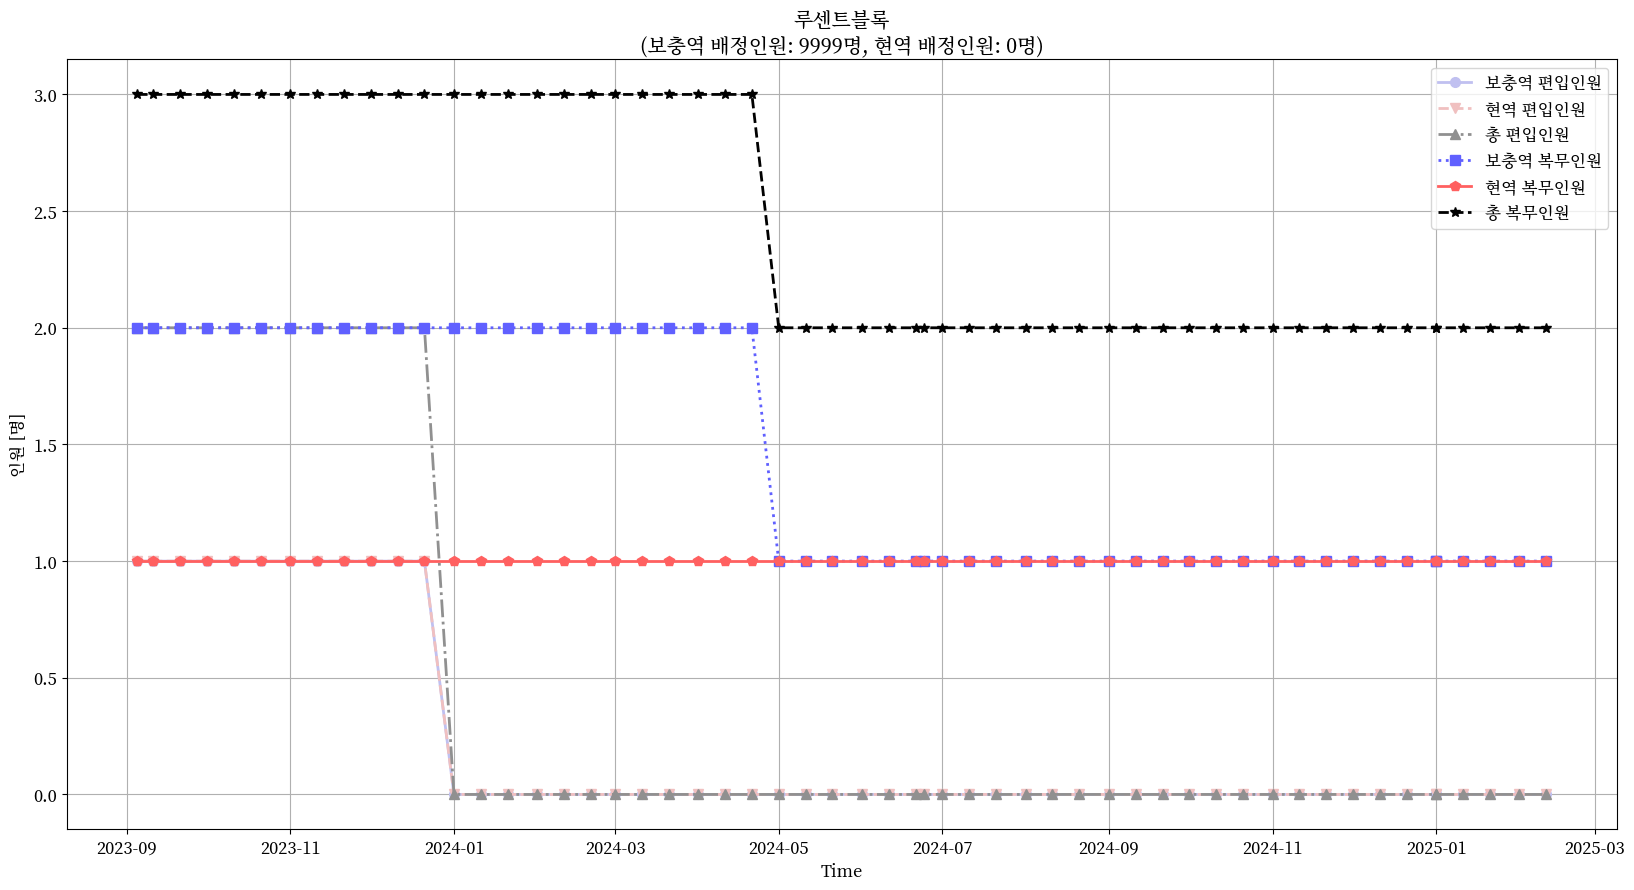 루센트블록
(보충역 배정인원: 9999명, 현역 배정인원: 0명)
보충역 편입인원
현역 편입인원
총 편입인원
보충역 복무인원
현역 복무인원
총 복무인원
인원 [명]
3.0
2.5
2.0
1.5
1.0
0.5
0.0
2023-09
2023-11
2024-01
2024-03
2024-05
2024-07
2024-09
2024-11
2025-01
2025-03
Time